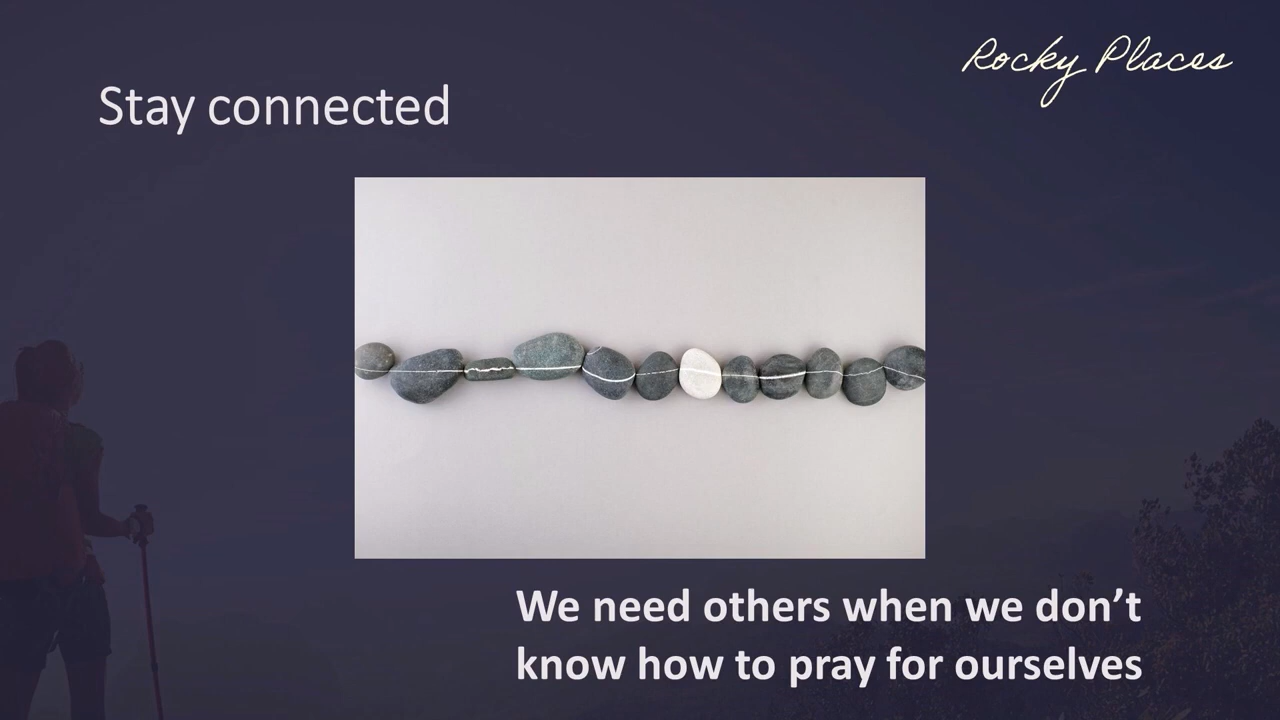 Rocky Places
Stay connected
We need others when we don’t
know how to pray for ourselves